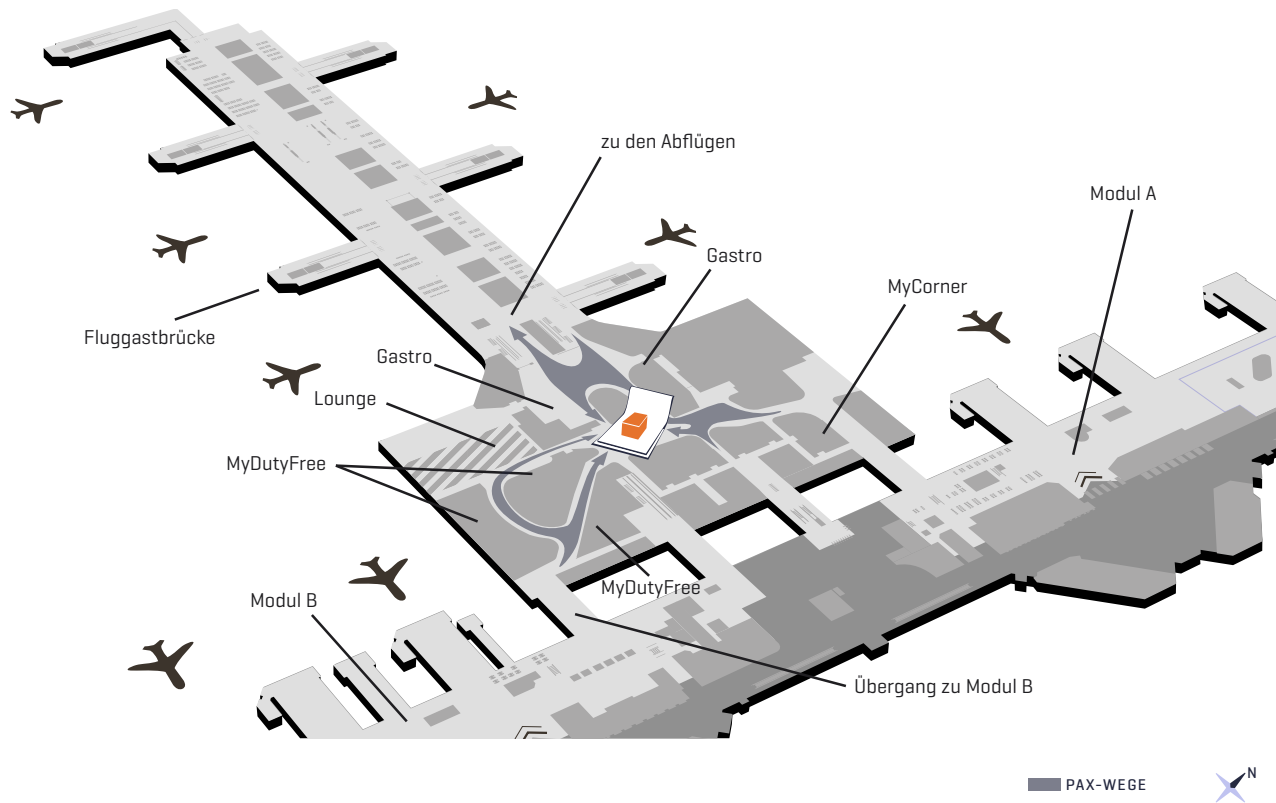 zu den Abflügen
Modul A
Gastro
MyCorner
Fluggastbrücke
Gastro
Lounge
MyDutyFree
MyDutyFree
Modul B
Übergang zu Modul B
PAX-WEGE
N